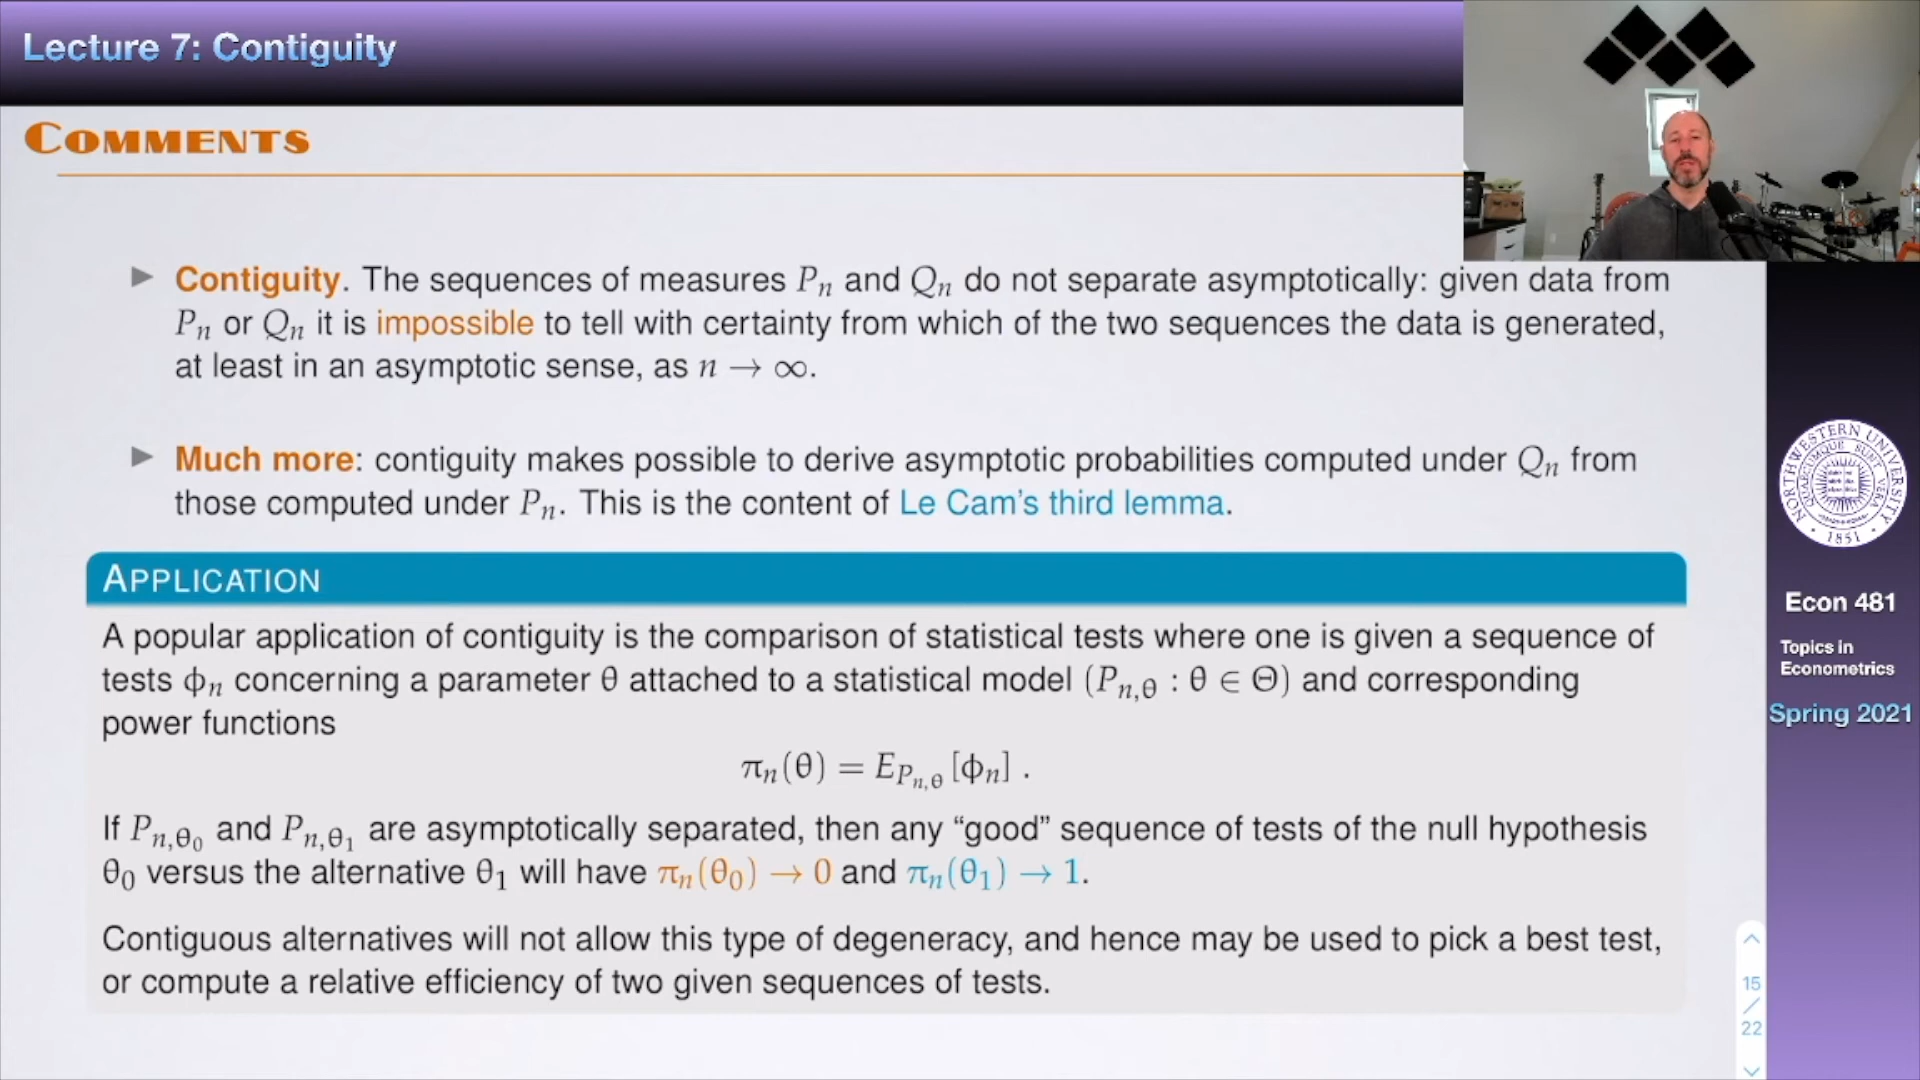 Lecture 7: Contiguity
COMMENTS
Contiguity. The sequences of measures Pₙ and Qₙ do not separate asymptotically: given data from
Pₙ or Qₙ it is impossible to tell with certainty from which of the two sequences the data is generated,
at least in an asymptotic sense, as n → ∞.
Much more: contiguity makes possible to derive asymptotic probabilities computed under Qₙ from
those computed under Pₙ. This is the content of Le Cam's third lemma.
APPLICATION
A popular application of contiguity is the comparison of statistical tests where one is given a sequence of
tests ϕₙ concerning a parameter θ attached to a statistical model (Pₙ,θ : θ ∈ Θ) and corresponding
power functions
πₙ(θ) = E_{Pₙ,θ} [ϕₙ] .
If Pₙ,θ₀ and Pₙ,θ₁ are asymptotically separated, then any “good” sequence of tests of the null hypothesis
θ₀ versus the alternative θ₁ will have πₙ(θ₀) → 0 and πₙ(θ₁) → 1.
Contiguous alternatives will not allow this type of degeneracy, and hence may be used to pick a best test,
or compute a relative efficiency of two given sequences of tests.
NORTHWESTERN UNIVERSITY
1851
Econ 481
Topics in
Econometrics
Spring 2021
15
/
22